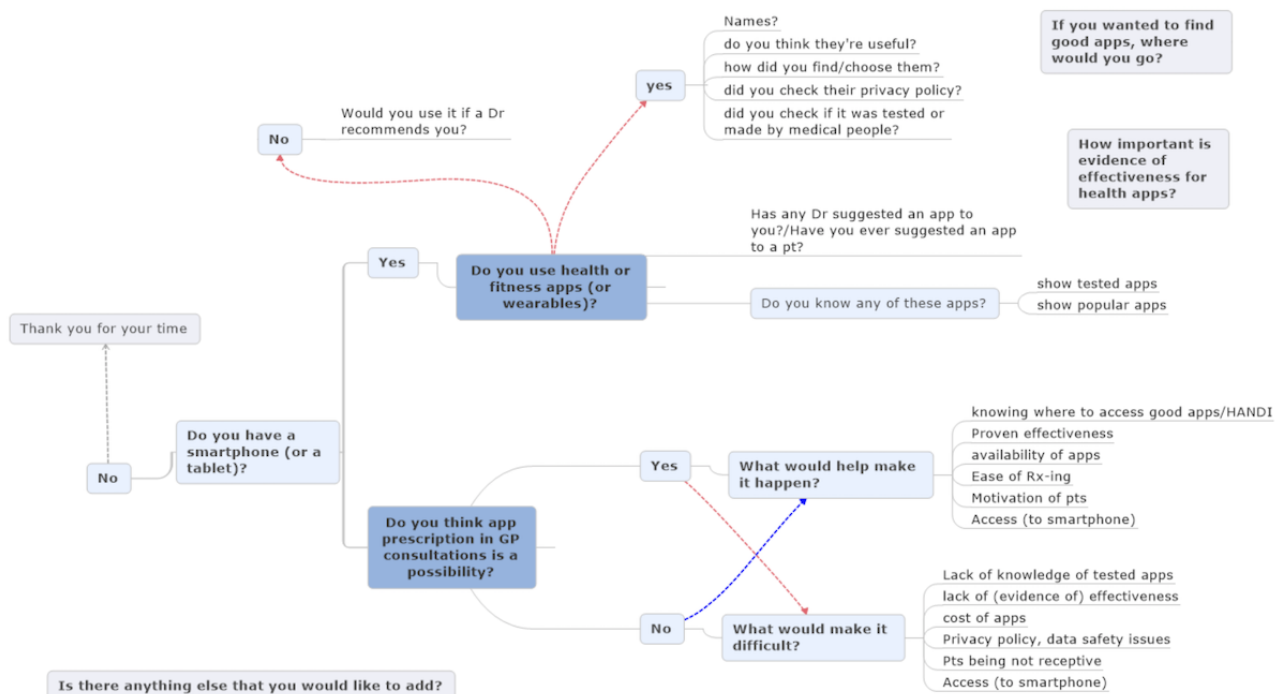 Names?
do you think they're useful?
how did you find/choose them?
did you check their privacy policy?
did you check if it was tested or
made by medical people?
yes
If you wanted to find
good apps, where
would you go?
Would you use it if a Dr
recommends you?
No
How important is
evidence of
effectiveness for
health apps?
Has any Dr suggested an app to
you?/Have you ever suggested an app
to a pt?
Yes
Do you use health or
fitness apps (or
wearables)?
Do you know any of these apps?
show tested apps
show popular apps
Thank you for your time
Do you have a
smartphone (or a
tablet)?
No
Do you think app
prescription in GP
consultations is a
possibility?
Yes
What would help make
it happen?
knowing where to access good apps/HANDI
Proven effectiveness
availability of apps
Ease of Rx-ing
Motivation of pts
Access (to smartphone)
No
What would make it
difficult?
Lack of knowledge of tested apps
lack of (evidence of) effectiveness
cost of apps
Privacy policy, data safety issues
Pts being not receptive
Access (to smartphone)
Is there anything else that you would like to add?